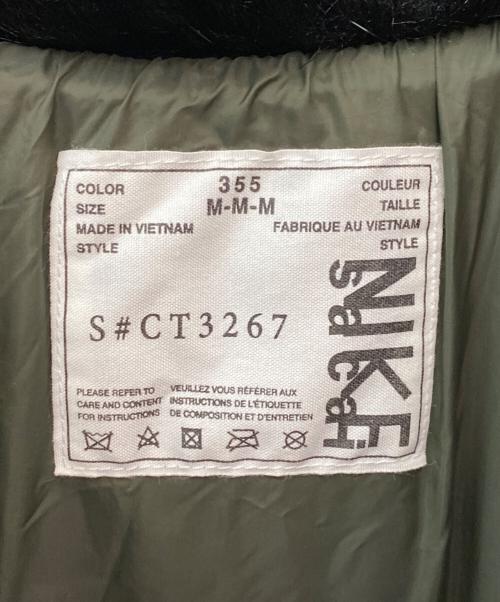 COLOR 355 COULEUR
SIZE M-M-M TAILLE
MADE IN VIETNAM FABRIQUE AU VIETNAM
STYLE STYLE
S#CT3267
NIKE
sacai
PLEASE REFER TO
CARE AND CONTENT
FOR INSTRUCTIONS
VEUILLEZ VOUS RÉFÉRER AUX
INSTRUCTIONS DE L'ÉTIQUETTE
DE COMPOSITION ET D'ENTRETIEN